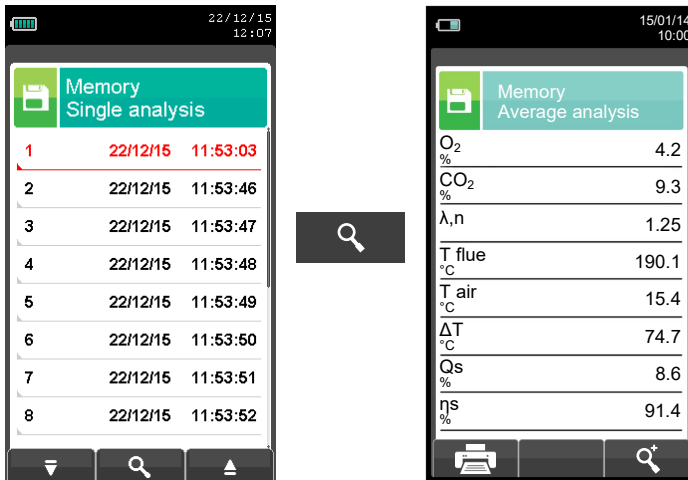 22/12/15
12:07
Memory
Single analysis
1 22/12/15 11:53:03
2 22/12/15 11:53:46
3 22/12/15 11:53:47
4 22/12/15 11:53:48
5 22/12/15 11:53:49
6 22/12/15 11:53:50
7 22/12/15 11:53:51
8 22/12/15 11:53:52
15/01/14
10:00
Memory
Average analysis
O₂
% 4.2
CO₂
% 9.3
λ,n 1.25
T flue
°C 190.1
T air
°C 15.4
ΔT
°C 74.7
Qs
% 8.6
ηs
% 91.4